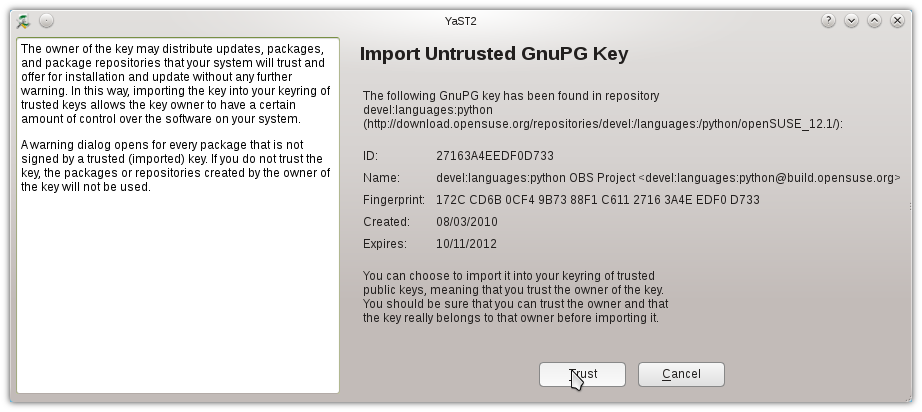 YaST2
The owner of the key may distribute updates, packages,
and package repositories that your system will trust and
offer for installation and update without any further
warning. In this way, importing the key into your keyring of
trusted keys allows the key owner to have a certain
amount of control over the software on your system.
A warning dialog opens for every package that is not
signed by a trusted (imported) key. If you do not trust the
key, the packages or repositories created by the owner of
the key will not be used.
Import Untrusted GnuPG Key
The following GnuPG key has been found in repository
devel:languages:python
(http://download.opensuse.org/repositories/devel:/languages:/python/openSUSE_12.1/):
ID: 27163A4EEDF0D733
Name: devel:languages:python OBS Project <devel:languages:python@build.opensuse.org>
Fingerprint: 172C CD6B 0CF4 9B73 88F1 C611 2716 3A4E EDF0 D733
Created: 08/03/2010
Expires: 10/11/2012
You can choose to import it into your keyring of trusted
public keys, meaning that you trust the owner of the key.
You should be sure that you can trust the owner and that
the key really belongs to that owner before importing it.
Trust Cancel